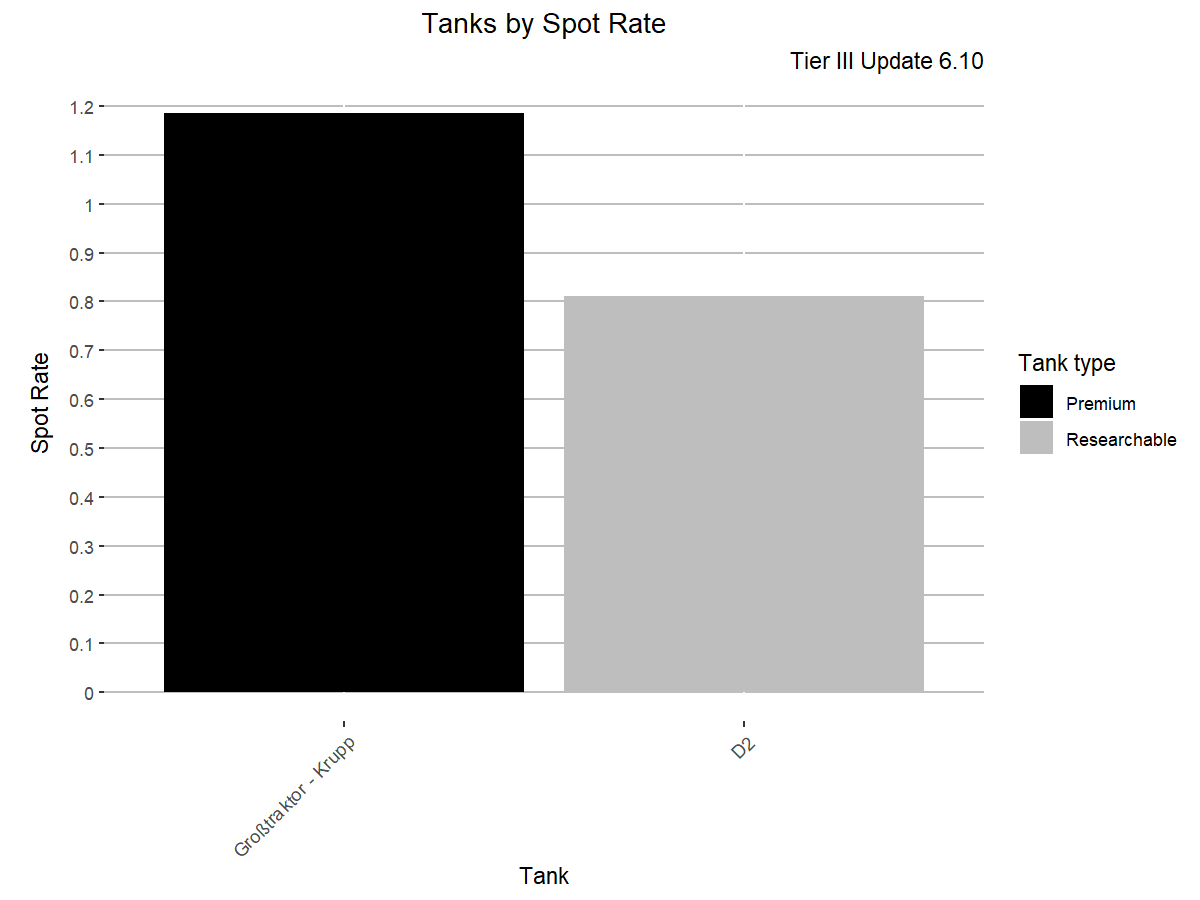 Tanks by Spot Rate
Tier III Update 6.10
1.2
1.1
1
0.9
0.8
0.7
0.6
0.5
0.4
0.3
0.2
0.1
0
Spot Rate
Großtraktor - Krupp
D2
Tank
Tank type
Premium
Researchable